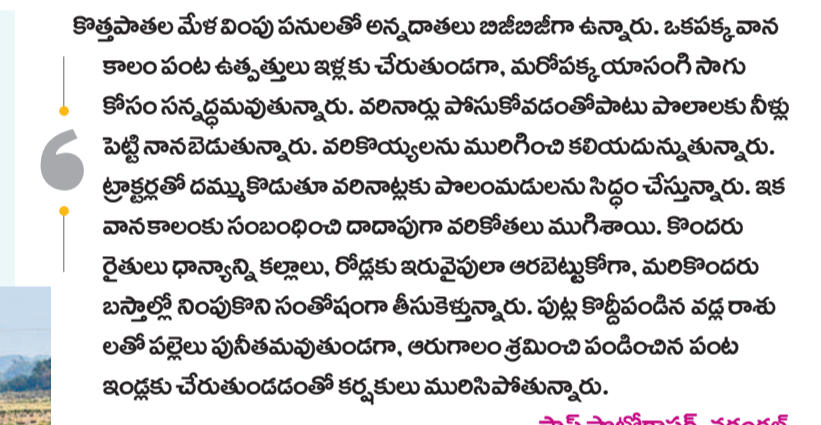 కొత్తపాతల మేళవింపు పనులతో అన్నదాతలు బిజీబిజీగా ఉన్నారు. ఒకపక్క వాన
కాలం పంట ఉత్పత్తులు ఇళ్లకు చేరుతుండగా, మరోపక్క యాసంగి సాగు
కోసం సన్నద్ధమవుతున్నారు. వరినార్లు పోసుకోవడంతోపాటు పొలాలకు నీళ్లు
పెట్టి నానబెడుతున్నారు. వరికొయ్యలను మురిగించి కలియదున్నుతున్నారు.
ట్రాక్టర్లతో దమ్ముకొడుతూ వరినాట్లకు పొలంమడులను సిద్ధం చేస్తున్నారు. ఇక
వానకాలంకు సంబంధించి దాదాపుగా వరికోతలు ముగిశాయి. కొందరు
రైతులు ధాన్యాన్ని కల్లాలు, రోడ్లకు ఇరువైపులా ఆరబెట్టుకోగా, మరికొందరు
బస్తాల్లో నింపుకొని సంతోషంగా తీసుకెళ్తున్నారు. పుట్ల కొద్దీపండిన వడ్ల రాశు
లతో పల్లెలు పునీతమవుతుండగా, ఆరుగాలం శ్రమించి పండించిన పంట
ఇండ్లకు చేరుతుండడంతో కర్షకులు మురిసిపోతున్నారు.